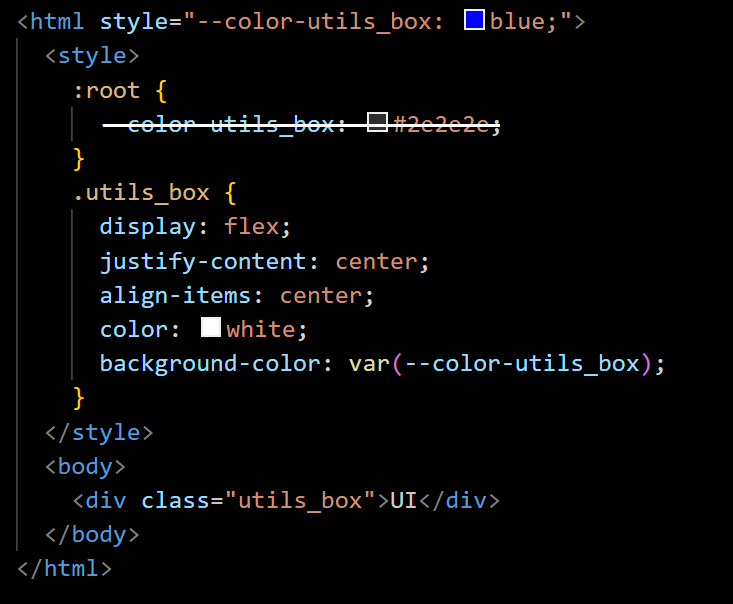 <html style="--color-utils_box: blue;">
<style>
:root {
--color-utils_box: #2e2e2e;
}
.utils_box {
display: flex;
justify-content: center;
align-items: center;
color: white;
background-color: var(--color-utils_box);
}
</style>
<body>
<div class="utils_box">UI</div>
</body>
</html>